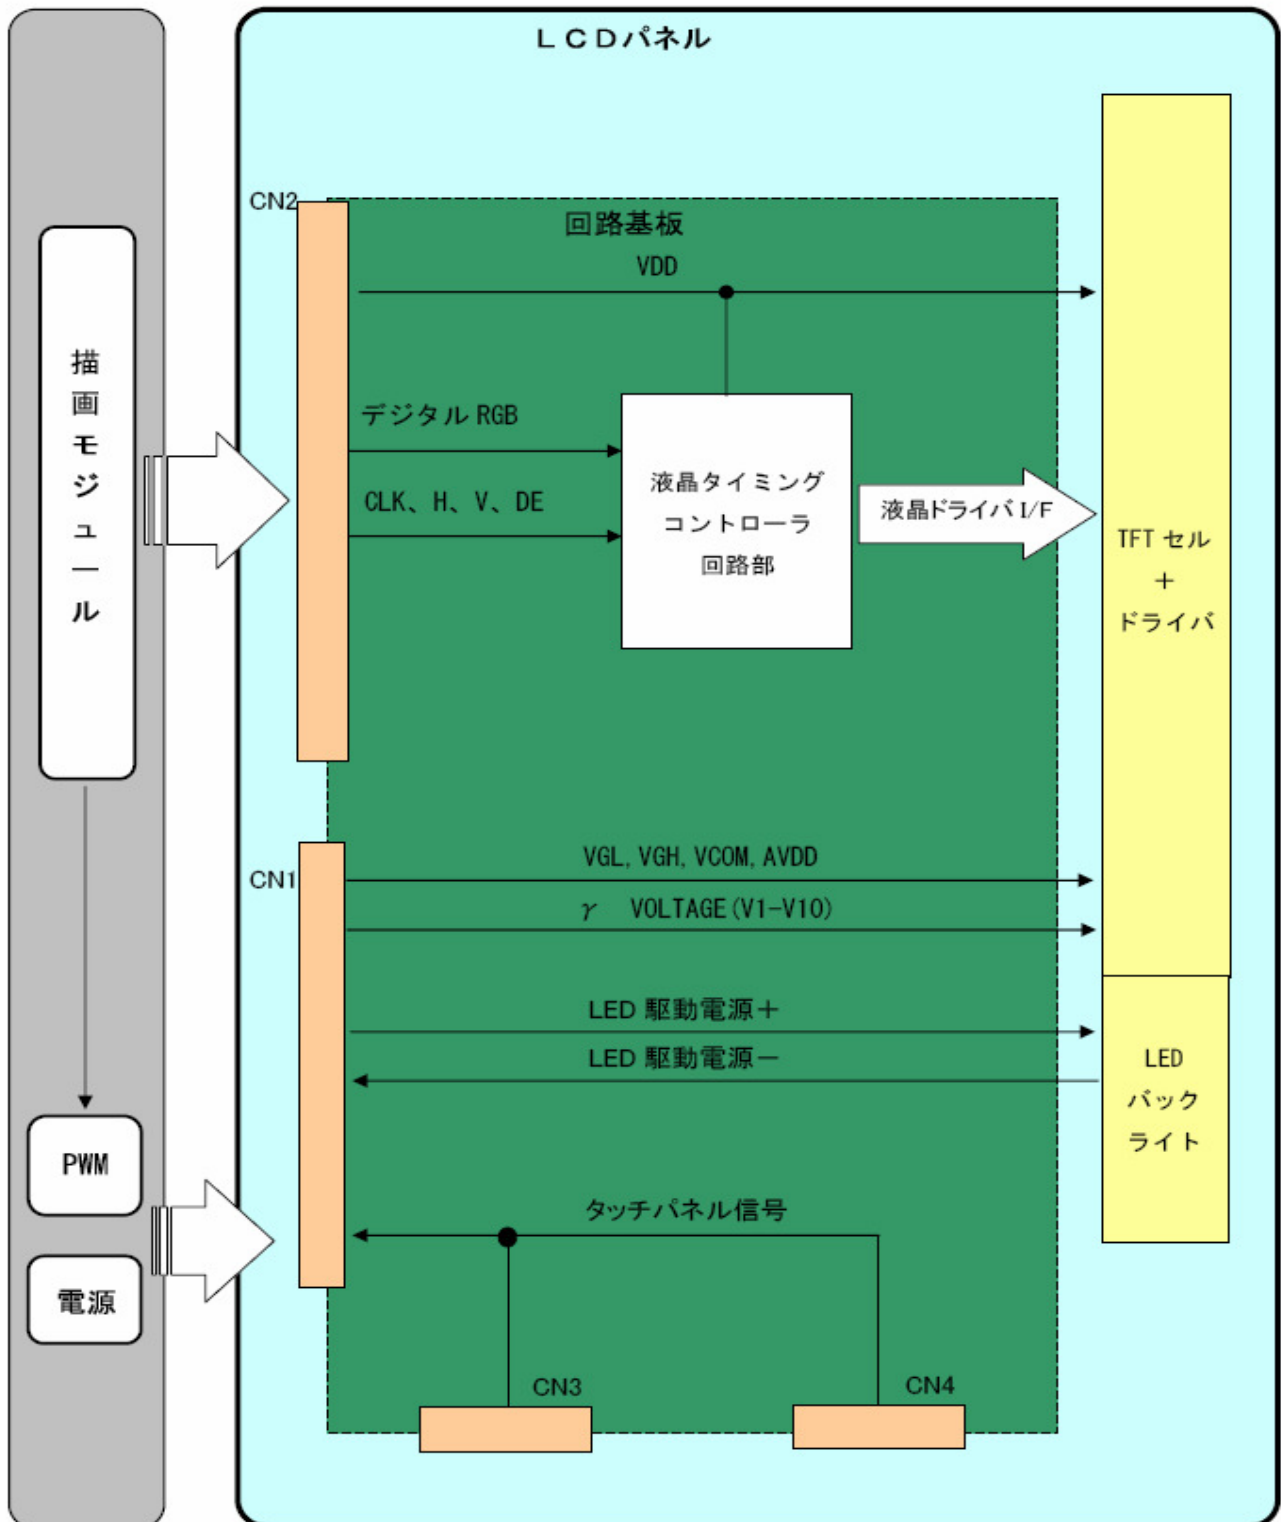 LCDパネル
CN2
回路基板
VDD
描
画
モ
ジ
ュ
ー
ル
デジタル RGB
CLK、H、V、DE
液晶タイミング
コントローラ
回路部
液晶ドライバ I/F
TFT セル
+
ドライバ
CN1
VGL, VGH, VCOM, AVDD
γ VOLTAGE(V1-V10)
LED 駆動電源＋
LED 駆動電源－
LED
バック
ライト
PWM
電源
タッチパネル信号
CN3
CN4